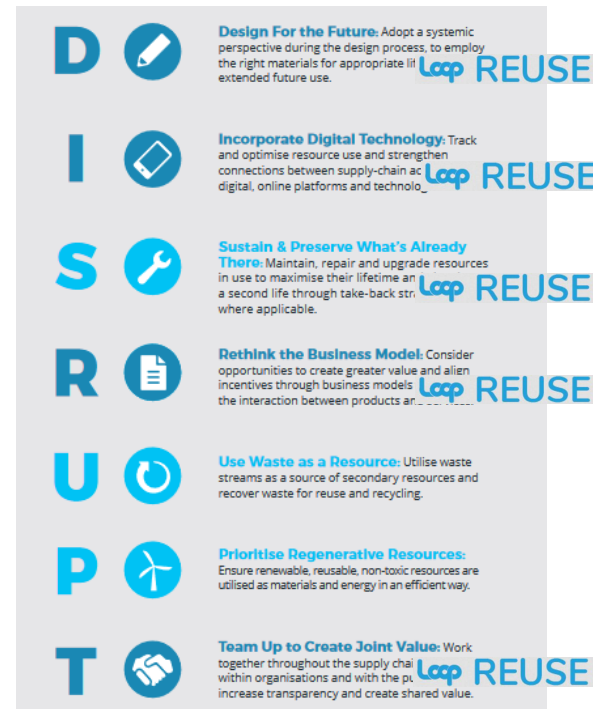 D
Design For the Future: Adopt a systemic
perspective during the design process, to employ
the right materials for appropriate
extended future use.
Loop REUSE
I
Incorporate Digital Technology: Track
and optimise resource use and strengthen
connections between supply-chain
digital, online platforms and
Loop REUSE
S
Sustain & Preserve What's Already
There: Maintain, repair and upgrade resources
in use to maximise their lifetime
a second life through take-back
where applicable.
Loop REUSE
R
Rethink the Business Model: Consider
opportunities to create greater value and align
incentives through business models
the interaction between products
Loop REUSE
U
Use Waste as a Resource: Utilise waste
streams as a source of secondary resources and
recover waste for reuse and recycling.
P
Prioritise Regenerative Resources:
Ensure renewable, reusable, non-toxic resources are
utilised as materials and energy in an efficient way.
T
Team Up to Create Joint Value: Work
together throughout the supply
within organisations and with the
increase transparency and create shared value.
Loop REUSE